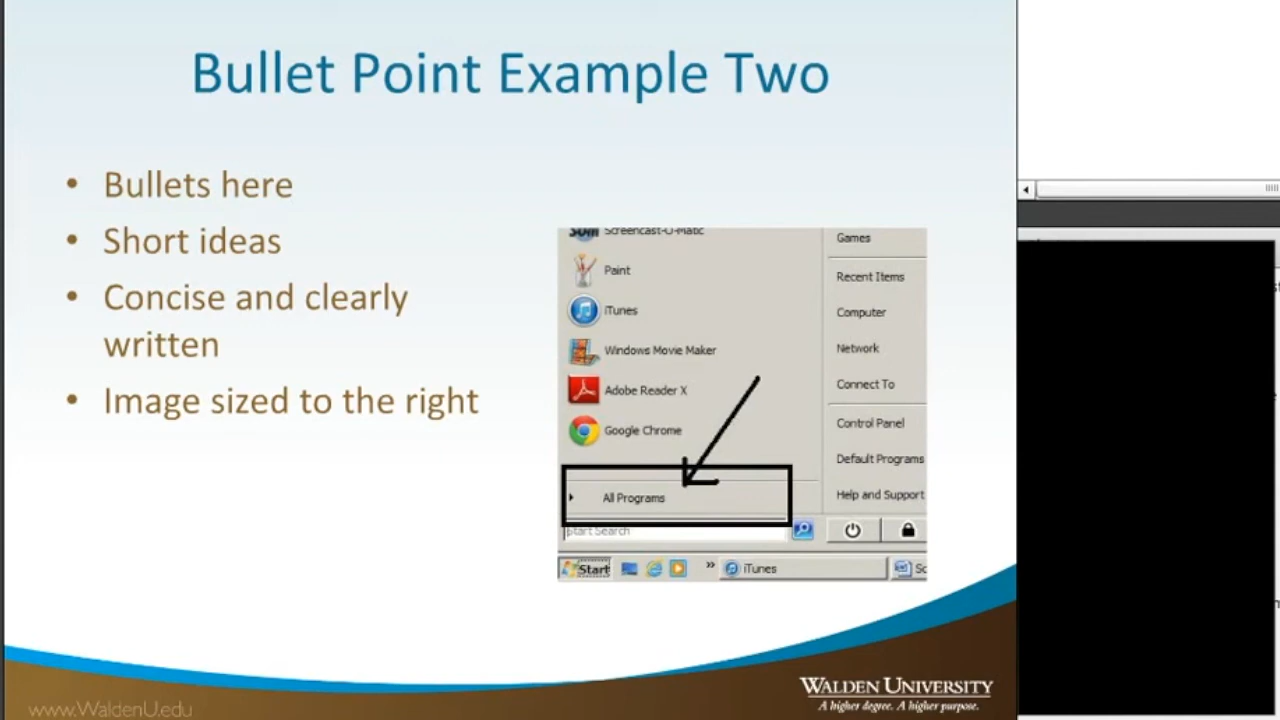 Bullet Point Example Two
• Bullets here
• Short ideas
• Concise and clearly
written
• Image sized to the right
Screencast-O-Matic
Paint
iTunes
Windows Movie Maker
Adobe Reader X
Google Chrome
All Programs
Start Search
Games
Recent Items
Computer
Network
Connect To
Control Panel
Default Programs
Help and Support
Start
»
iTunes
Sc
WALDEN UNIVERSITY
A higher degree. A higher purpose.
www.WaldenU.edu